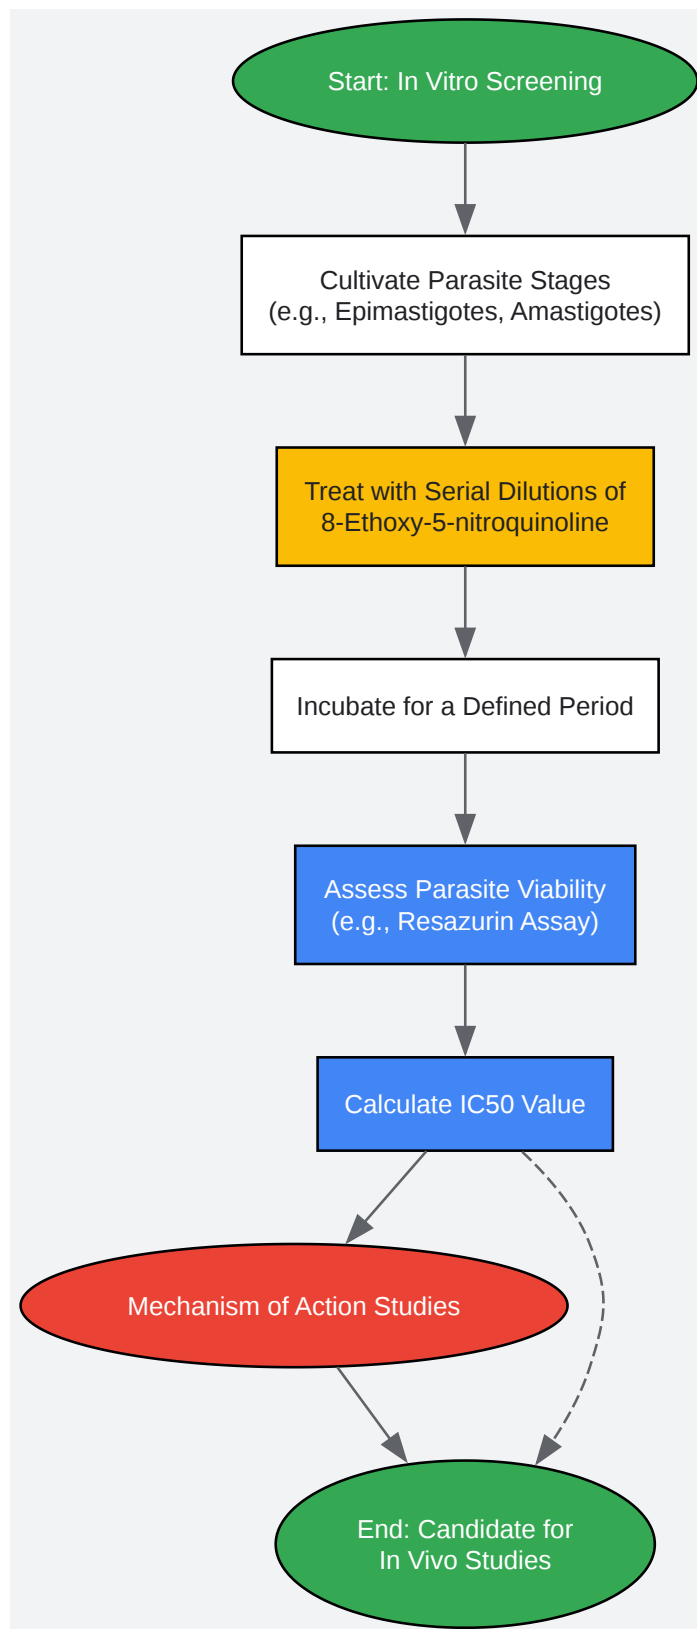 Start: In Vitro Screening
Cultivate Parasite Stages
(e.g., Epimastigotes, Amastigotes)
Treat with Serial Dilutions of
8-Ethoxy-5-nitroquinoline
Incubate for a Defined Period
Assess Parasite Viability
(e.g., Resazurin Assay)
Calculate IC50 Value
Mechanism of Action Studies
End: Candidate for
In Vivo Studies